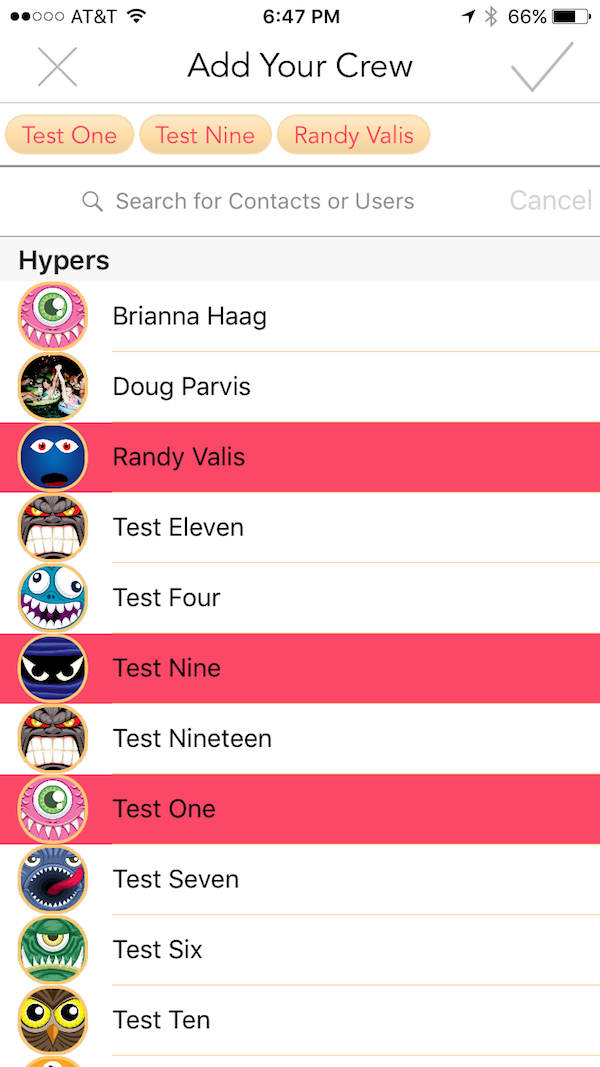 AT&T 6:47 PM 66%
Add Your Crew
Test One Test Nine Randy Valis
Search for Contacts or Users Cancel
Hypers
Brianna Haag
Doug Parvis
Randy Valis
Test Eleven
Test Four
Test Nine
Test Nineteen
Test One
Test Seven
Test Six
Test Ten